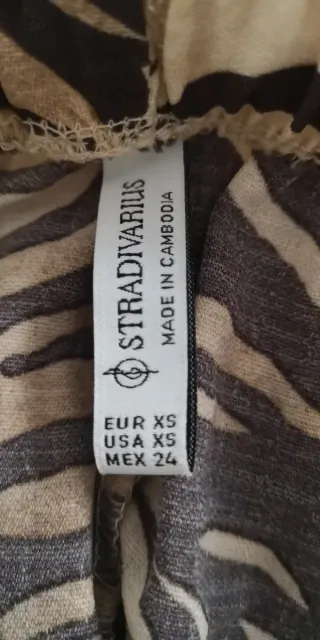 STRADIVARIUS
MADE IN CAMBODIA
EUR XS
USA XS
MEX 24